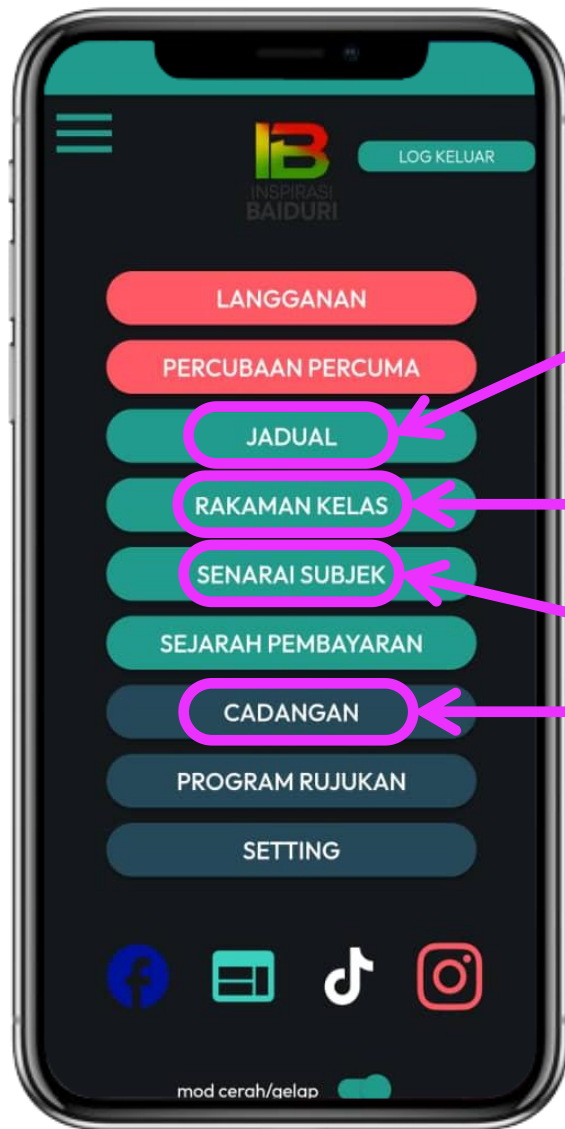 LOG KELUAR
INSPIRASI
BAIDURI
LANGGANAN
PERCUBAAN PERCUMA
JADUAL
RAKAMAN KELAS
SENARAI SUBJEK
SEJARAH PEMBAYARAN
CADANGAN
PROGRAM RUJUKAN
SETTING
mod cerah/gelap